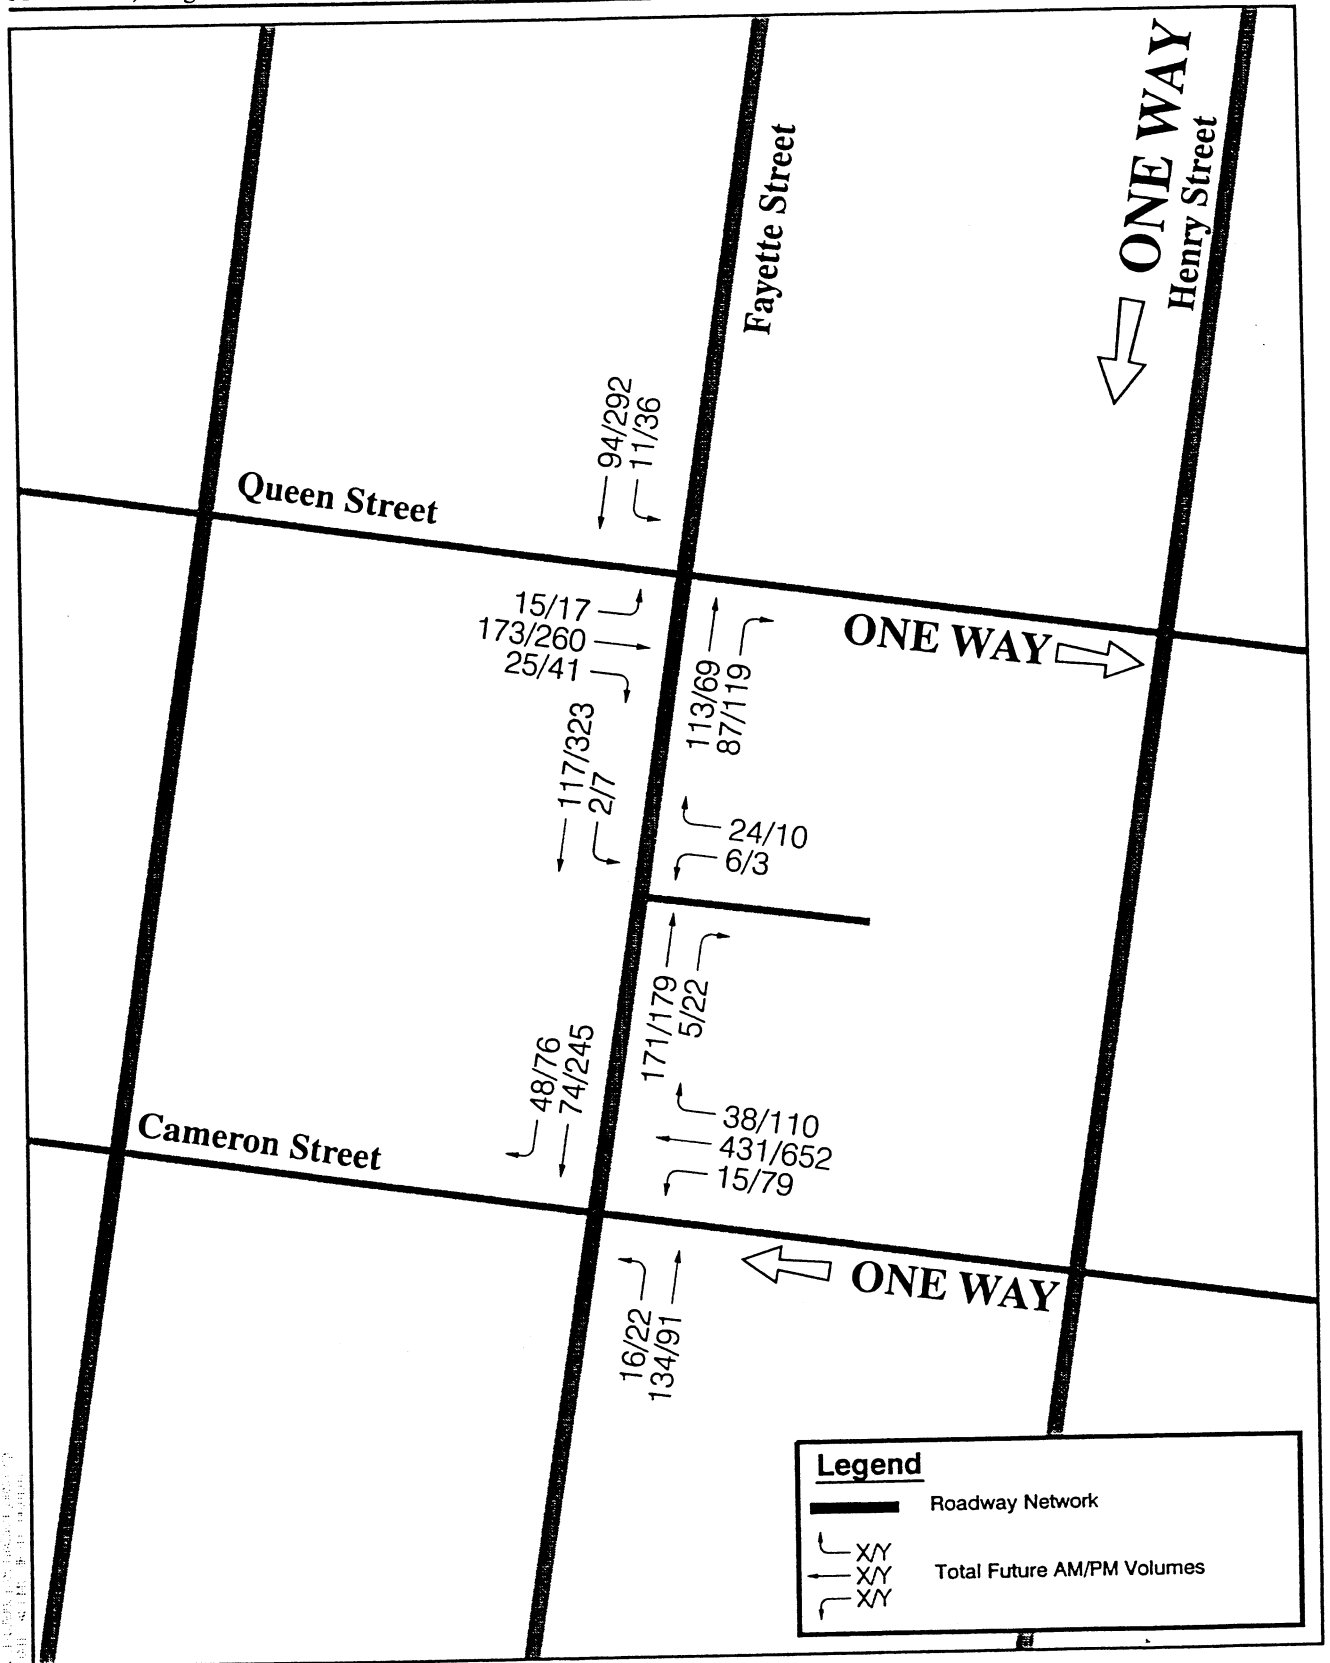 ONE WAY
Henry Street
Fayette Street
94/292
11/36
Queen Street
15/17
173/260
25/41
113/69
87/119
ONE WAY
117/323
2/7
24/10
6/3
171/179
5/22
48/76
74/245
38/110
431/652
15/79
Cameron Street
16/22
134/91
ONE WAY
Legend
Roadway Network
X/Y
X/Y
X/Y
Total Future AM/PM Volumes